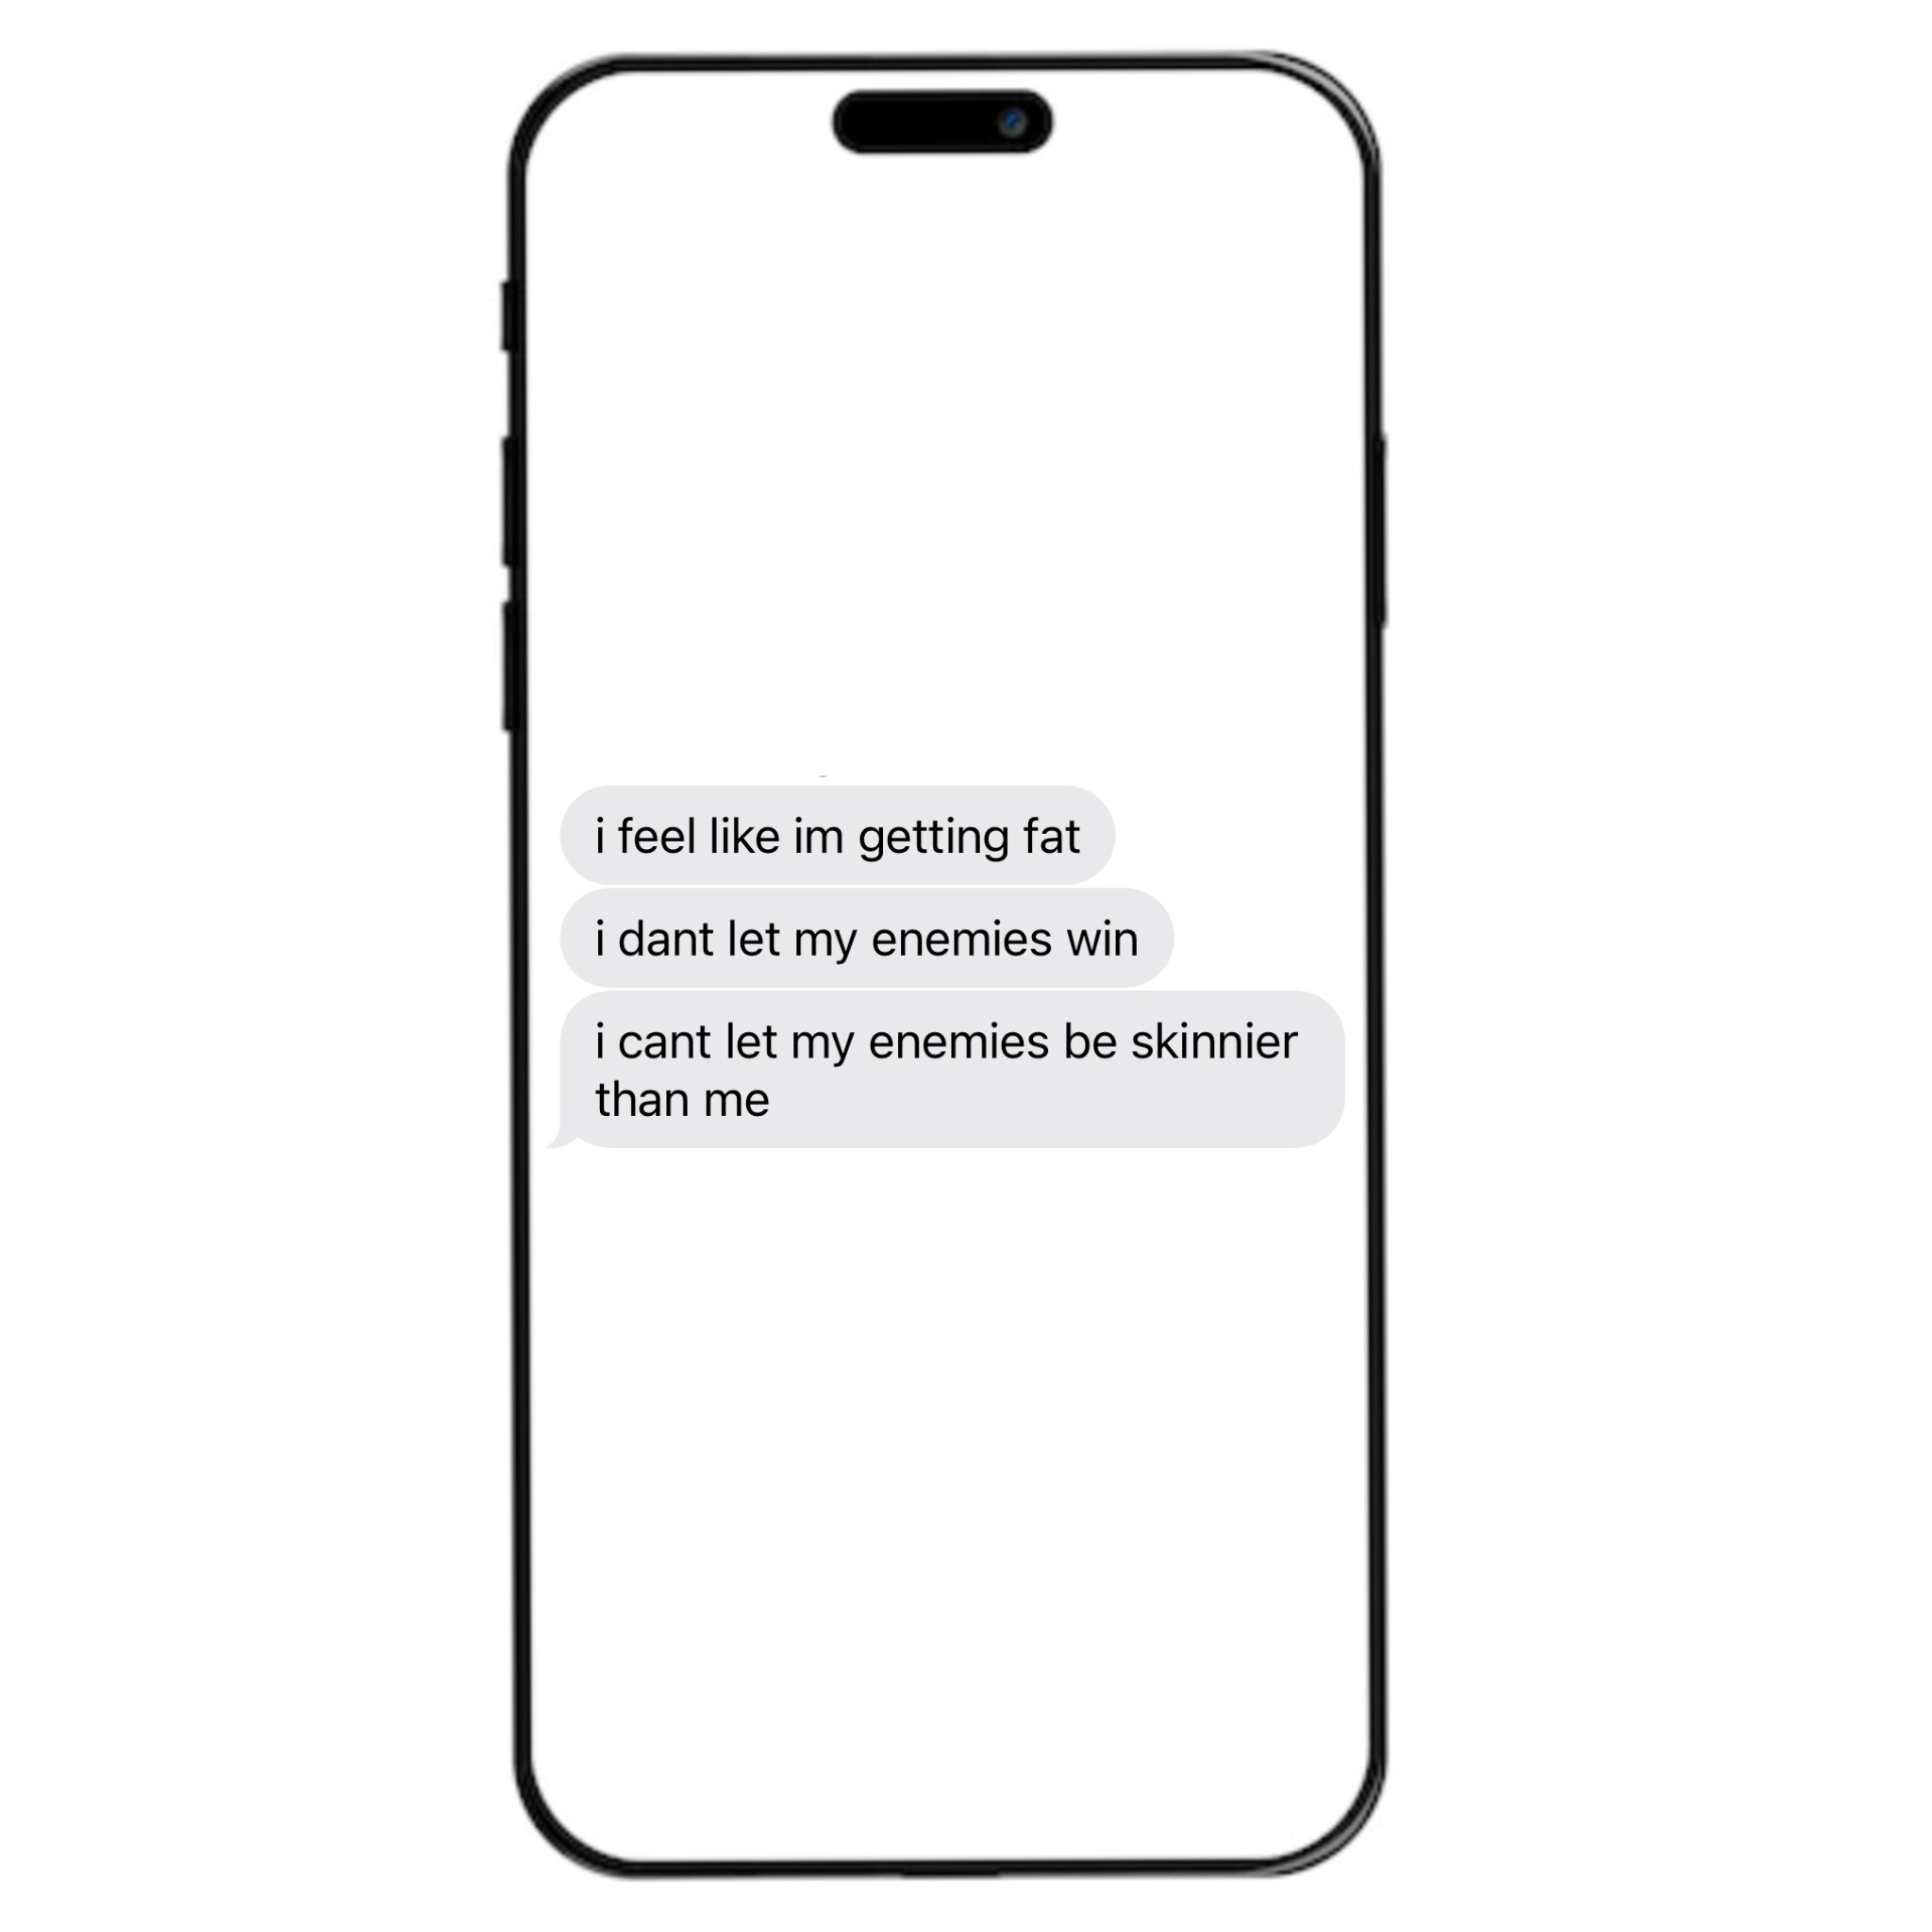 i feel like im getting fat
i dant let my enemies win
i cant let my enemies be skinnier
than me